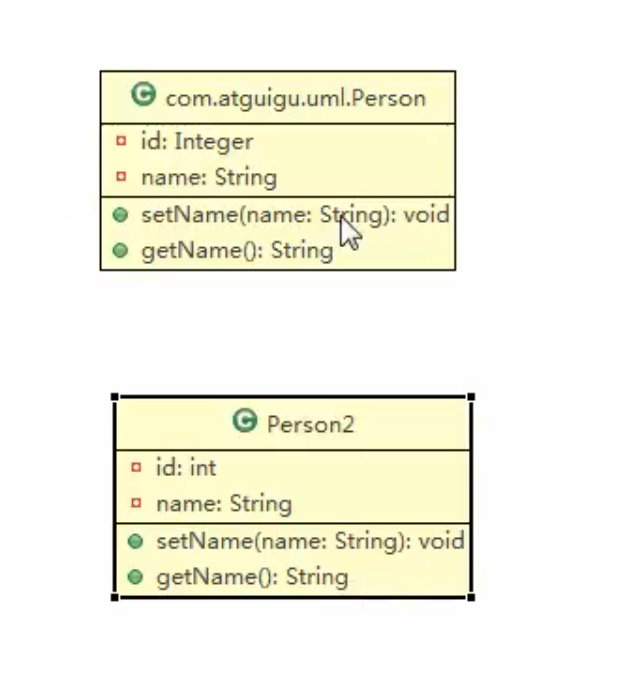 com.atguigu.uml.Person
id: Integer
name: String
setName(name: String): void
getName(): String
Person2
id: int
name: String
setName(name: String): void
getName(): String